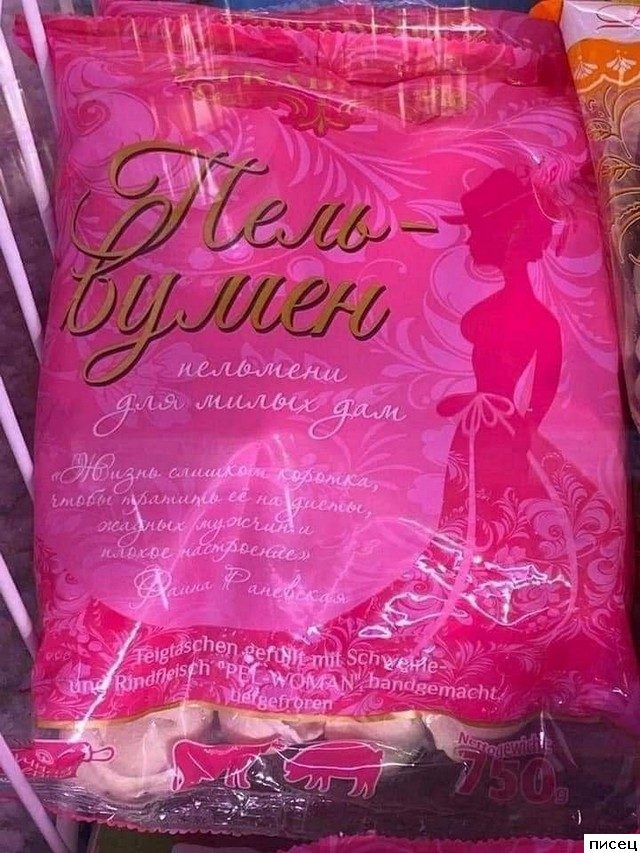 Пель-
вумен
пельмени
для милых дам
«Жизнь слишком коротка,
чтобы тратить её на диеты,
жадных мужчин и
плохое настроение»
Фаина Раневская
Teigtaschen gefüllt mit Schweine-
und Rindfleisch "PEL-WOMAN", handgemacht,
tiefgefroren
Nettogewicht:
750g
писец